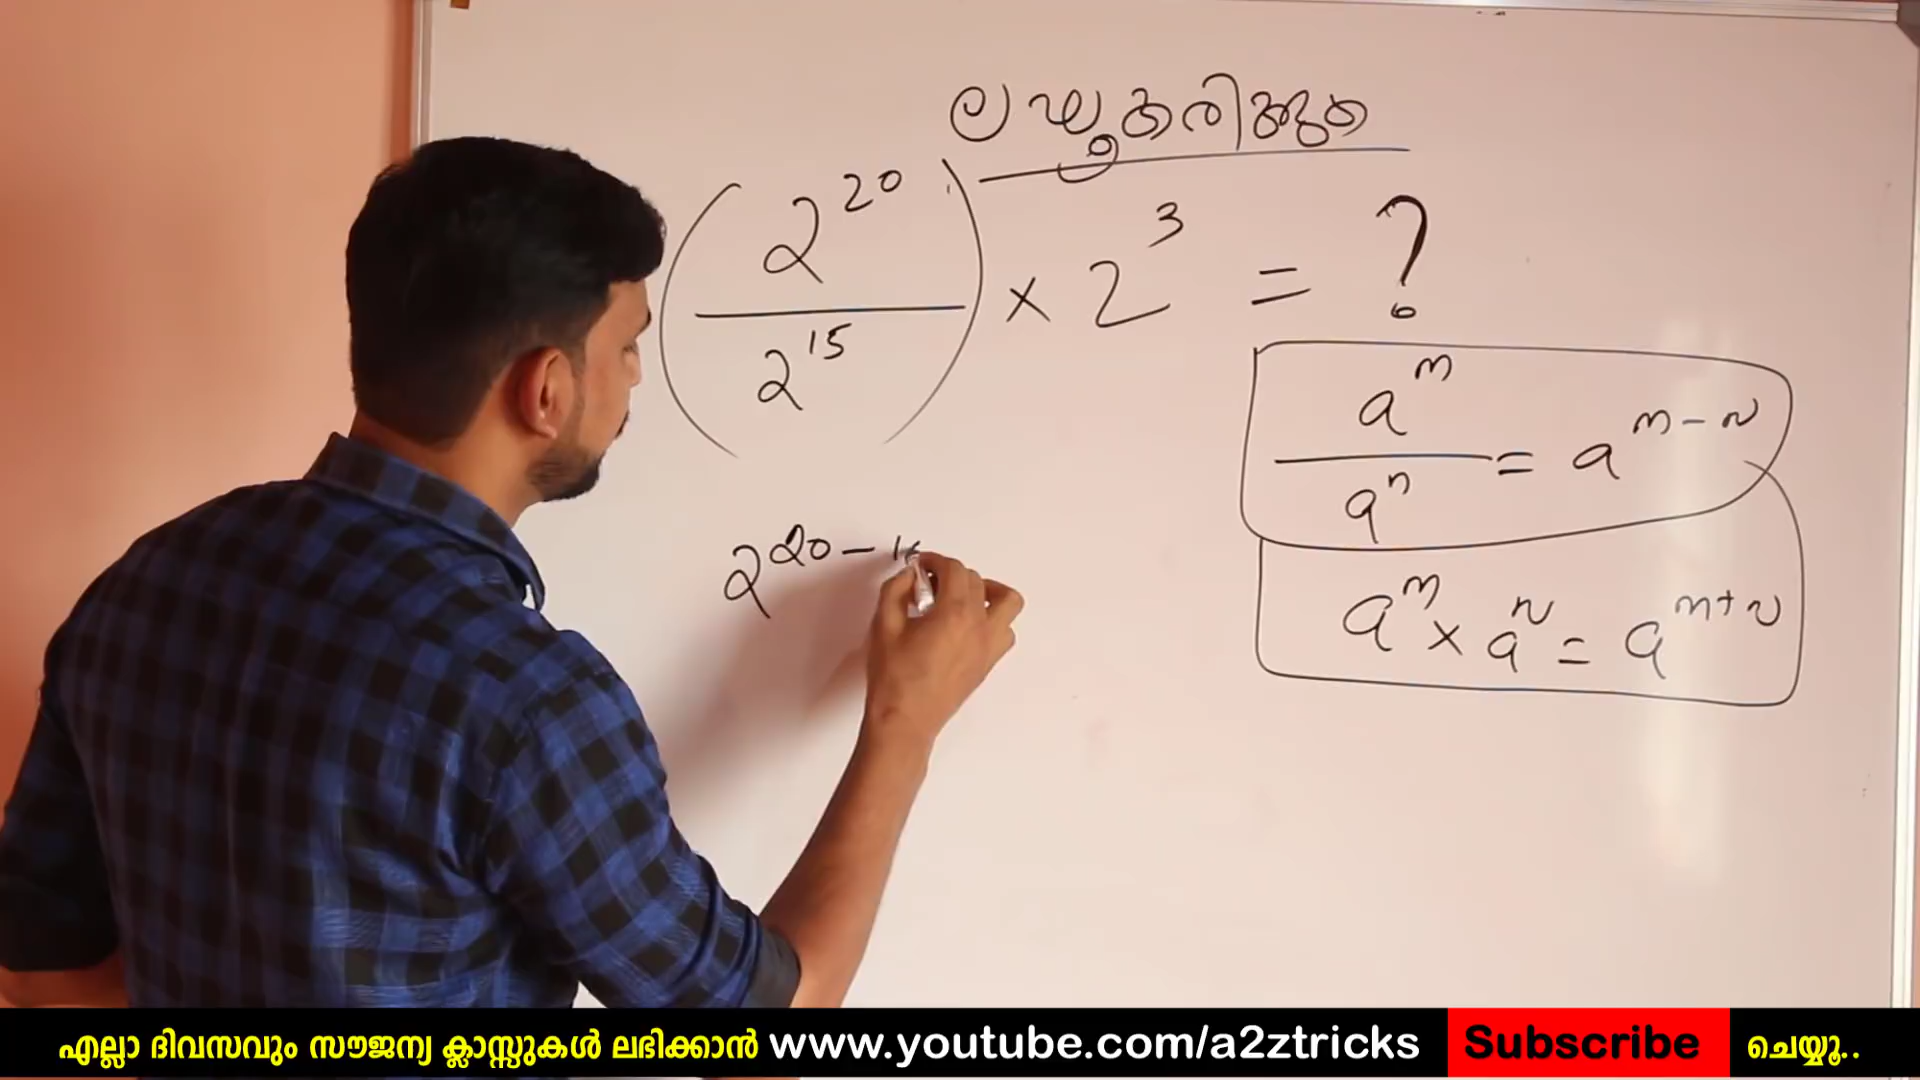 ലഘൂകരിക്കുക
(2^20 / 2^15) × 2^3 = ?
a^m / a^n = a^(m-n)
a^m × a^n = a^(m+n)
2^(20-
എല്ലാ ദിവസവും സൗജന്യ ക്ലാസ്സുകൾ ലഭിക്കാൻ www.youtube.com/a2ztricks Subscribe ചെയ്യൂ..